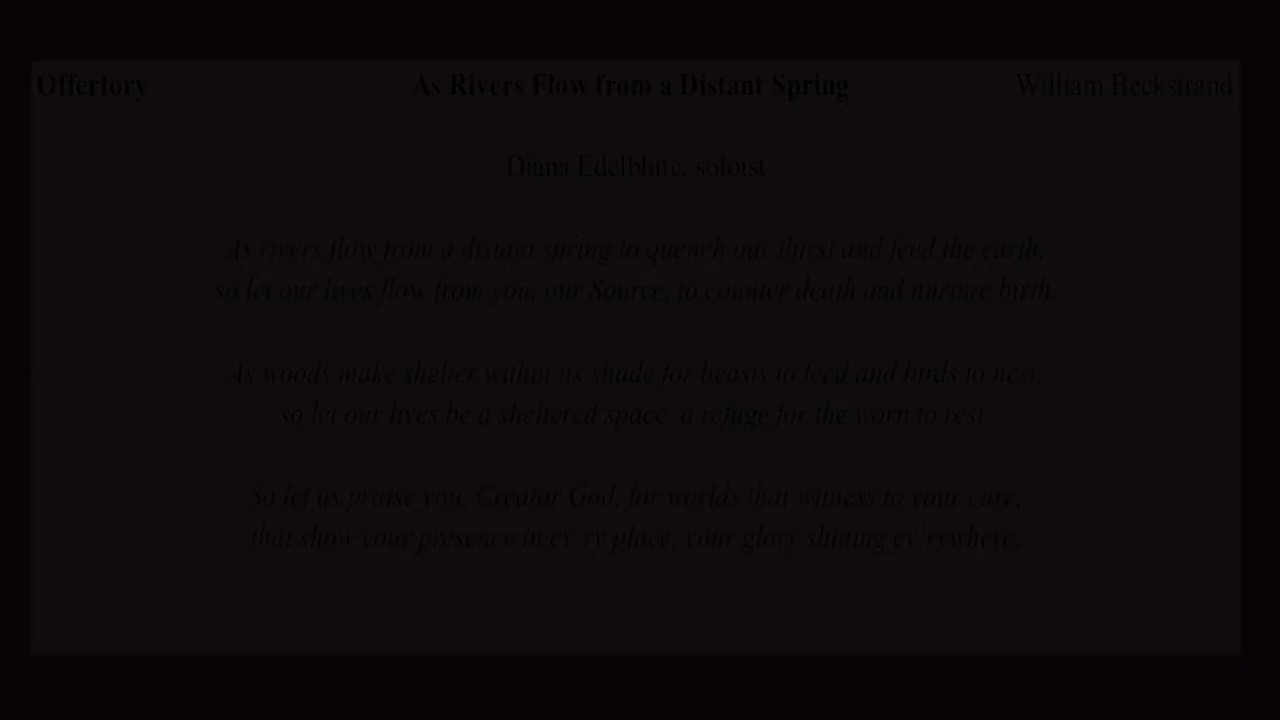 Offertory As Rivers Flow from a Distant Spring William Beckstrand
Diana Edelblute, soloist
As rivers flow from a distant spring to quench our thirst and feed the earth,
so let our lives flow from you, our Source, to counter death and nurture birth.
As woods make shelter within its shade for beasts to feed and birds to nest,
so let our lives be a sheltered space, a refuge for the worn to rest.
So let us praise you, Creator God, for worlds that witness to your care,
that show your presence in ev'ry place, your glory shining ev'rywhere.